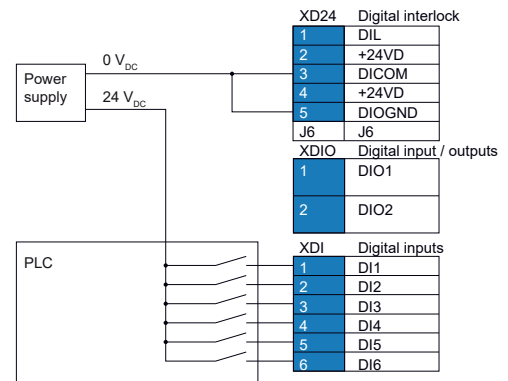 XD24 Digital interlock
1 DIL
2 +24VD
3 DICOM
4 +24VD
5 DIOGND
J6 J6
Power supply
0 VDC
24 VDC
XDIO Digital input / outputs
1 DIO1
2 DIO2
PLC
XDI Digital inputs
1 DI1
2 DI2
3 DI3
4 DI4
5 DI5
6 DI6